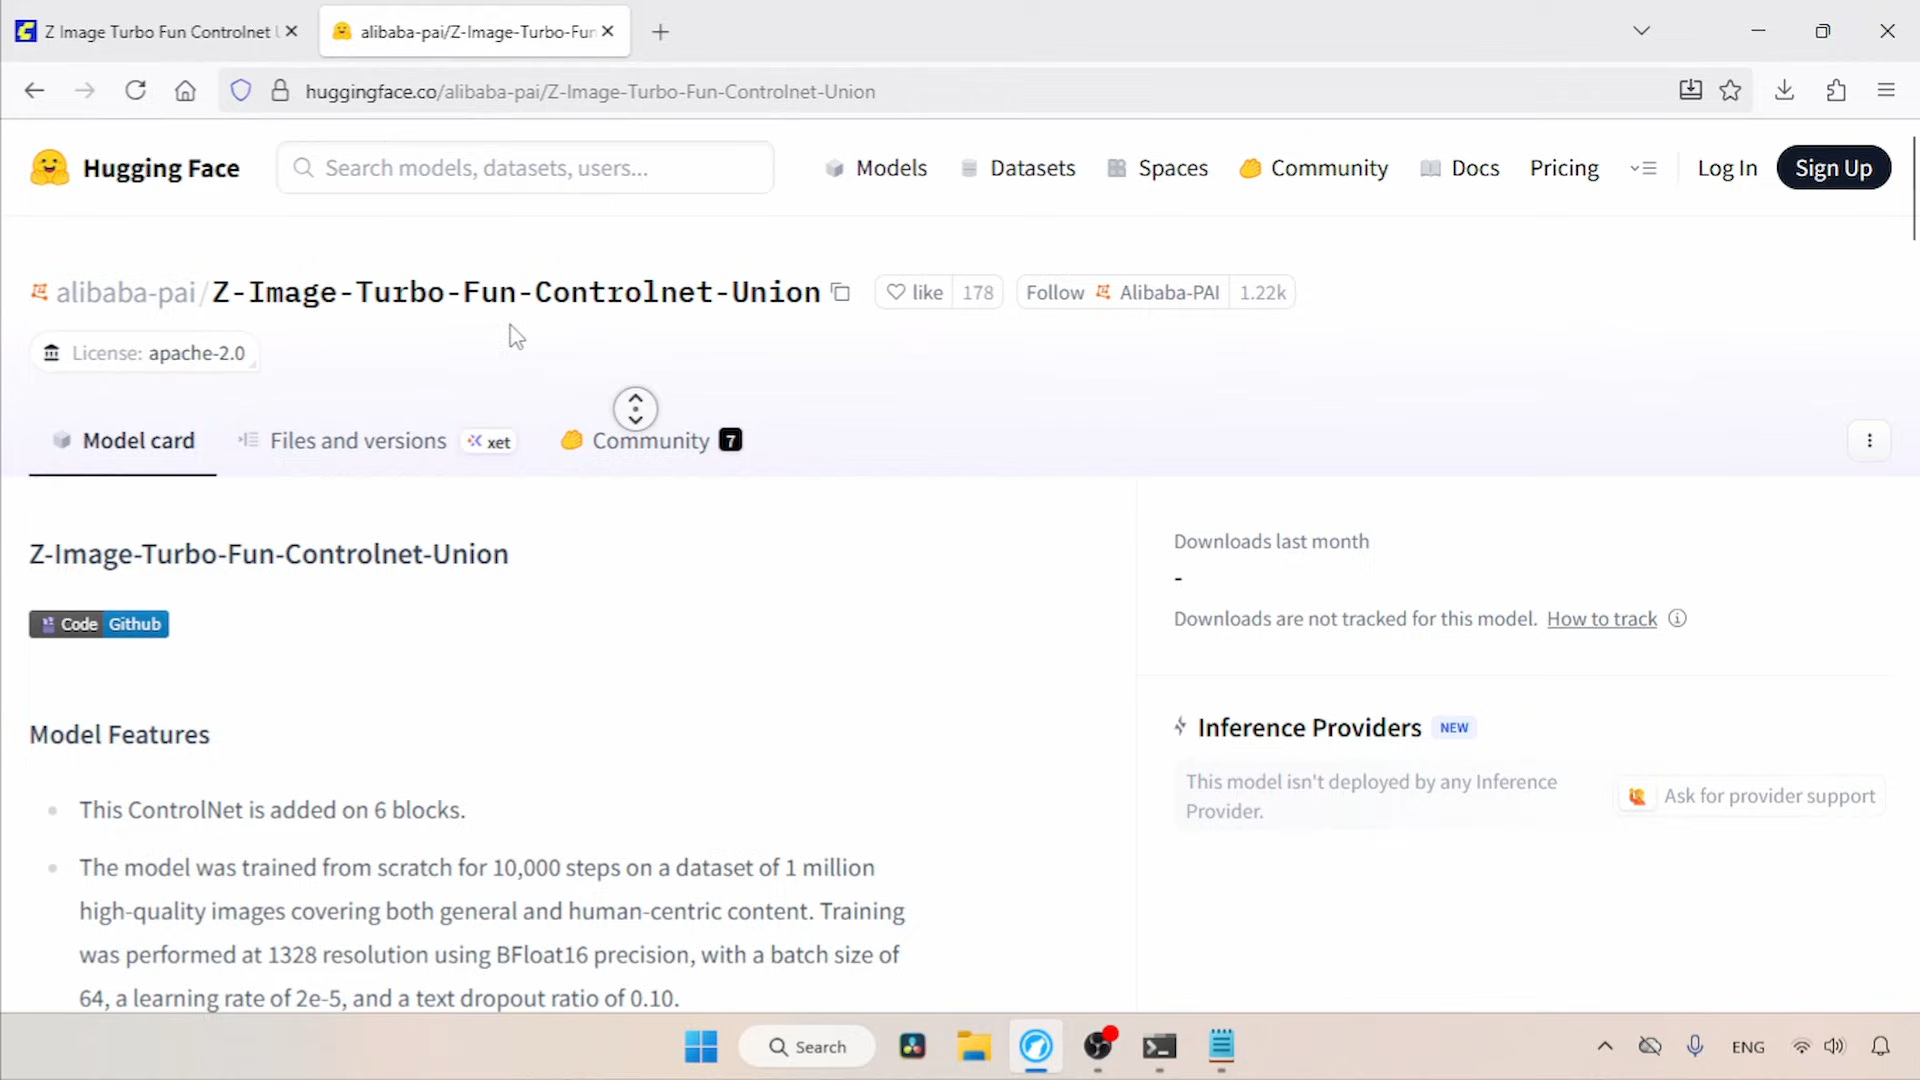 Z Image Turbo Fun Controlnet
alibaba-pai/Z-Image-Turbo-Fun
huggingface.co/alibaba-pai/Z-Image-Turbo-Fun-Controlnet-Union
Hugging Face
Search models, datasets, users...
Models
Datasets
Spaces
Community
Docs
Pricing
Log In
Sign Up
alibaba-pai/Z-Image-Turbo-Fun-Controlnet-Union
like 178
Follow Alibaba-PAI 1.22k
License: apache-2.0
Model card
Files and versions
xet
Community 7
Z-Image-Turbo-Fun-Controlnet-Union
Code Github
Model Features
This ControlNet is added on 6 blocks.
The model was trained from scratch for 10,000 steps on a dataset of 1 million
high-quality images covering both general and human-centric content. Training
was performed at 1328 resolution using BFloat16 precision, with a batch size of
64, a learning rate of 2e-5, and a text dropout ratio of 0.10.
Downloads last month
-
Downloads are not tracked for this model. How to track
Inference Providers NEW
This model isn't deployed by any Inference
Provider.
Ask for provider support
Search
ENG